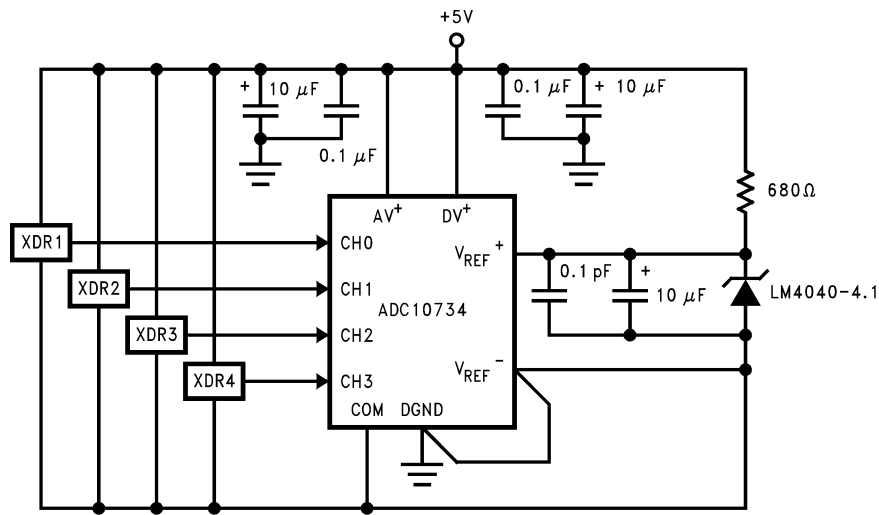 +5V
+ 10 μF
0.1 μF
0.1 μF
+ 10 μF
680Ω
AV+
DV+
XDR1
CH0
VREF+
XDR2
CH1
0.1 pF
+
10 μF
LM4040-4.1
ADC10734
XDR3
CH2
XDR4
CH3
VREF−
COM
DGND